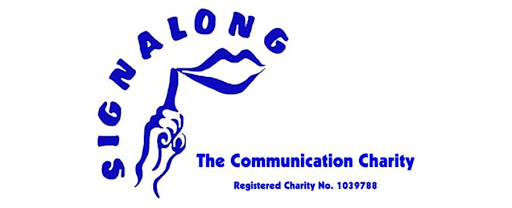 SIGNALONG
The Communication Charity
Registered Charity No. 1039788